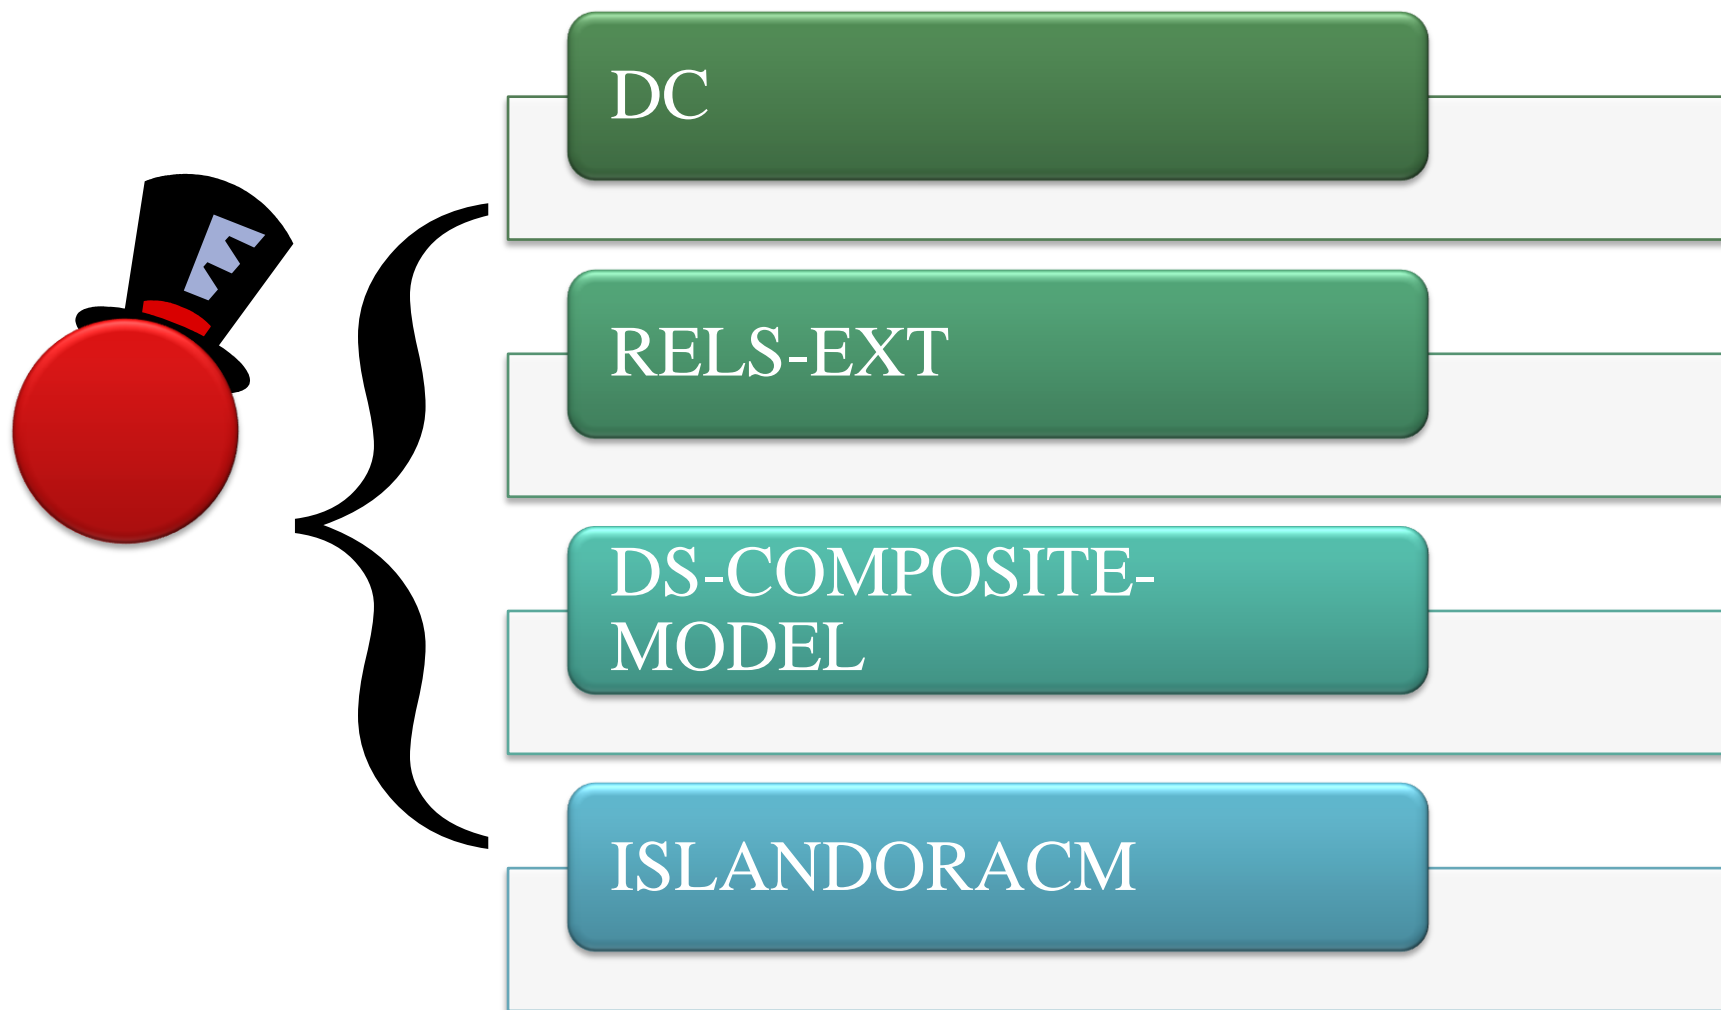 DC
RELS-EXT
DS-COMPOSITE-
MODEL
ISLANDORACM